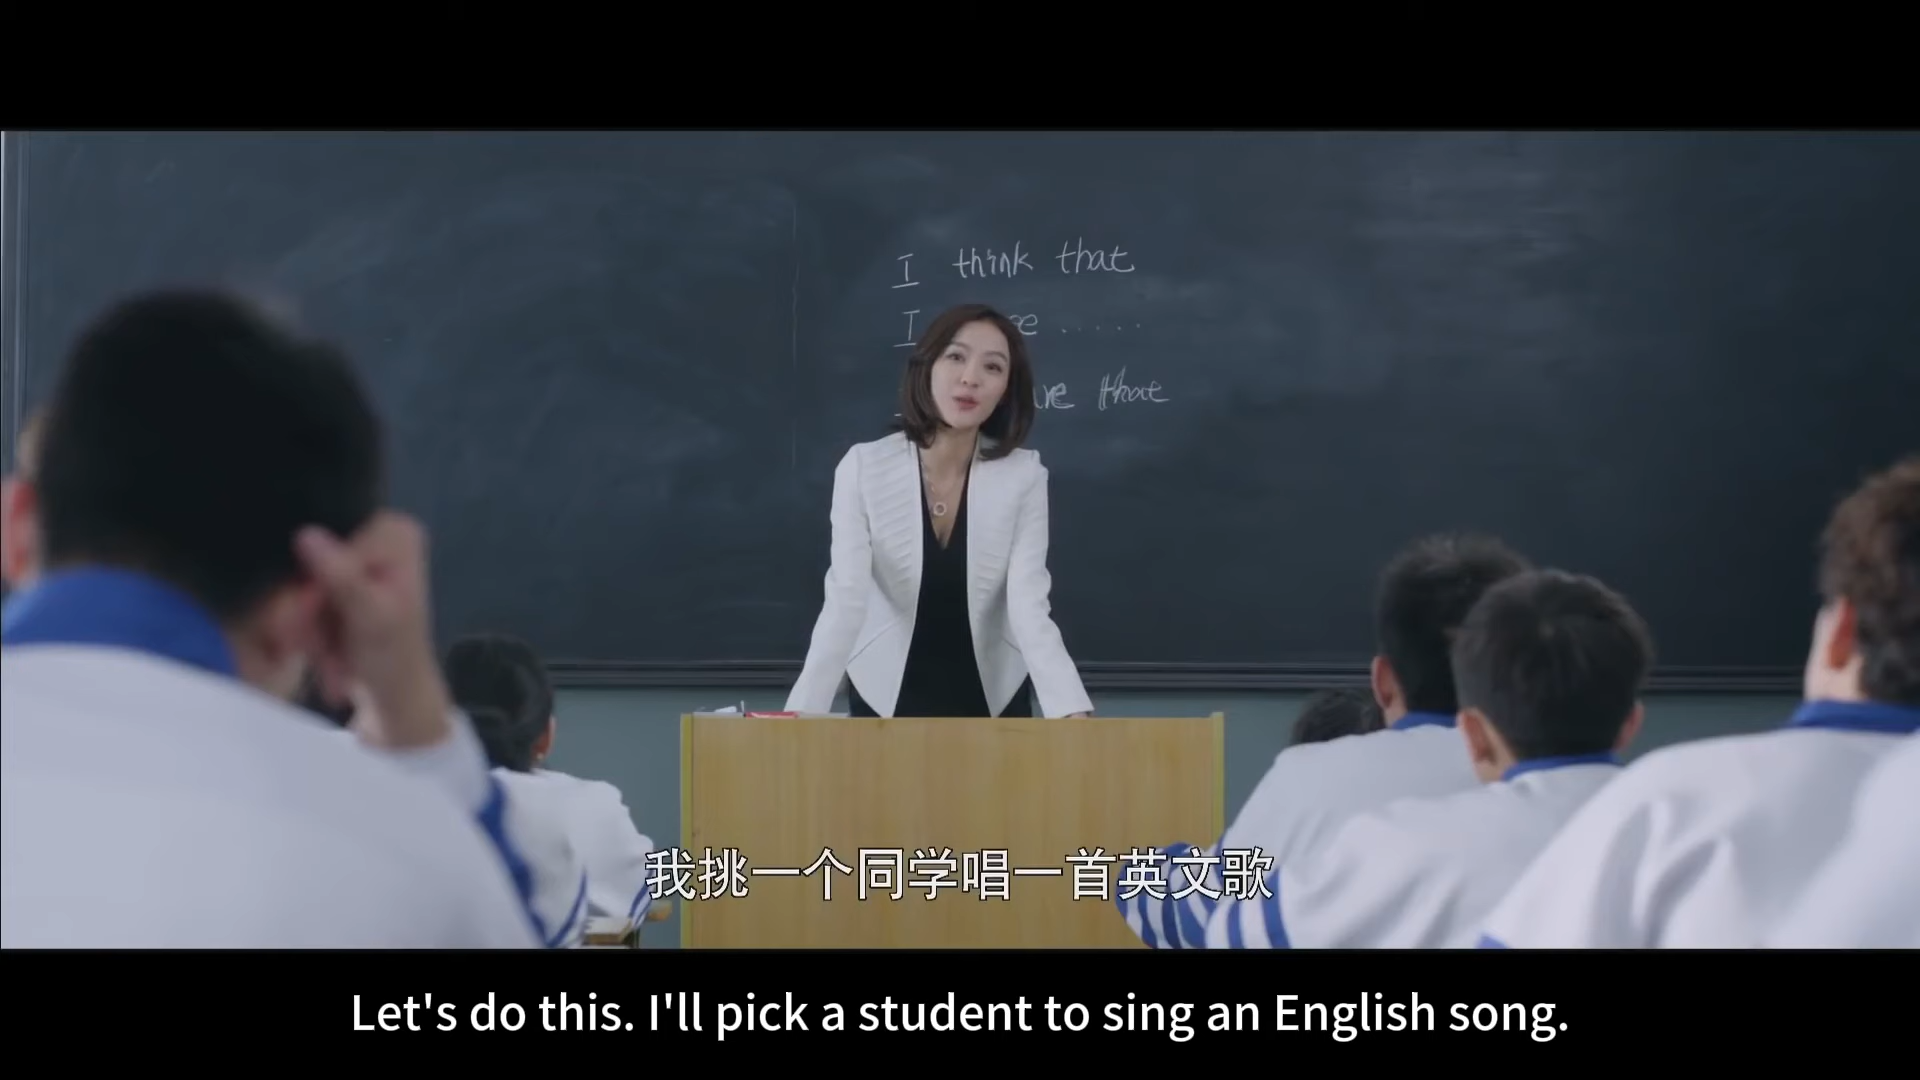 I think that
I
that
我挑一个同学唱一首英文歌
Let's do this. I'll pick a student to sing an English song.